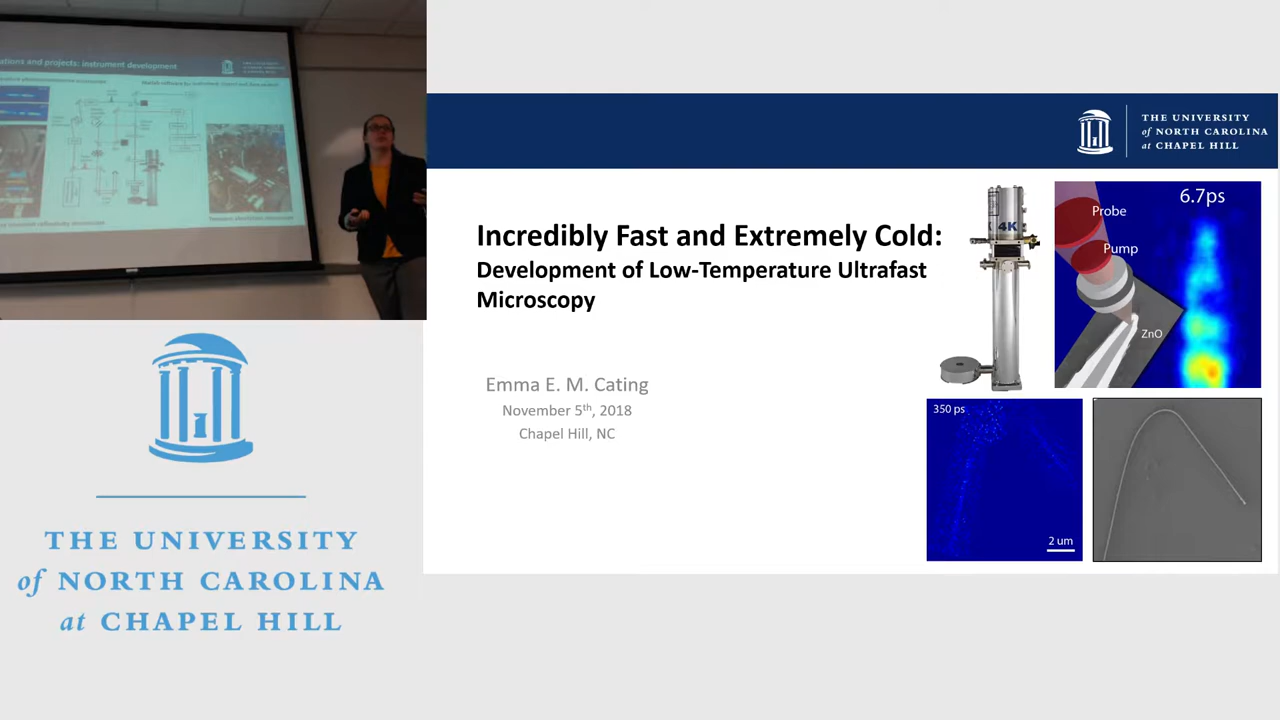 ations and projects: instrument development
THE UNIVERSITY
of NORTH CAROLINA
at CHAPEL HILL
Incredibly Fast and Extremely Cold:
Development of Low-Temperature Ultrafast
Microscopy
Emma E. M. Cating
November 5th, 2018
Chapel Hill, NC
4K
6.7ps
Probe
Pump
ZnO
350 ps
2 um
THE UNIVERSITY
of NORTH CAROLINA
at CHAPEL HILL